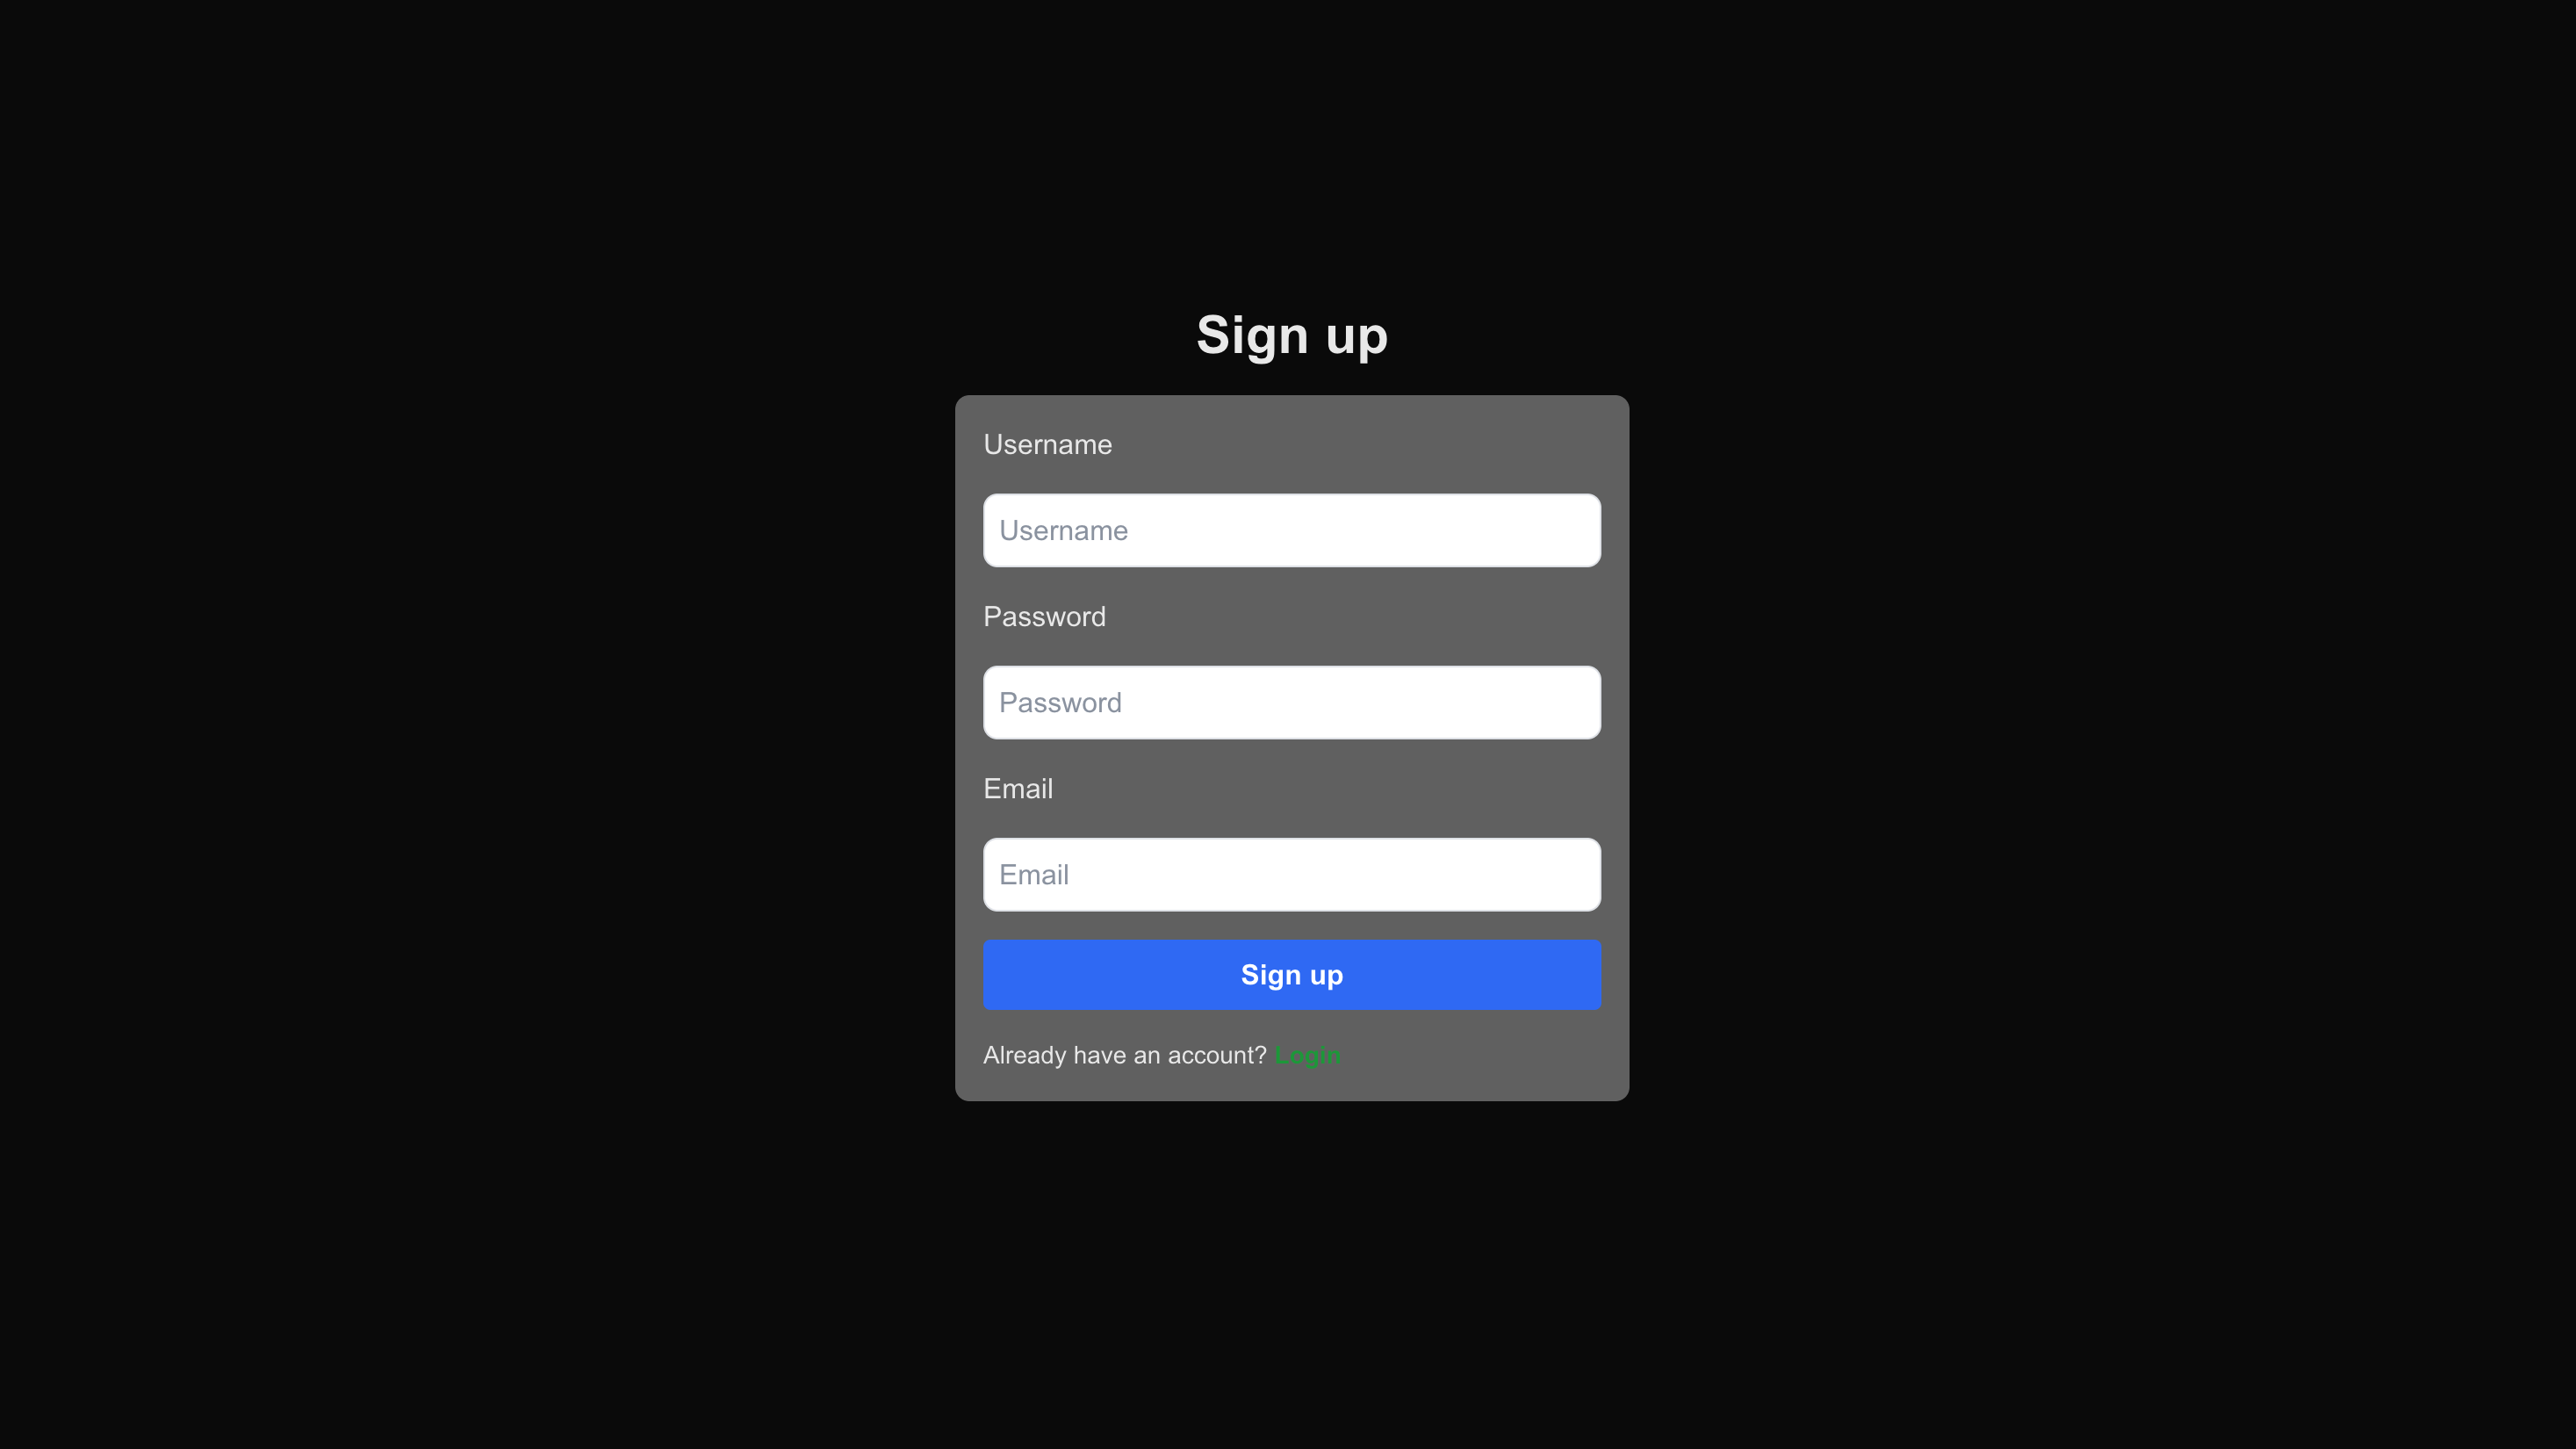 Sign up
Username
Username
Password
Password
Email
Email
Sign up
Already have an account? Login